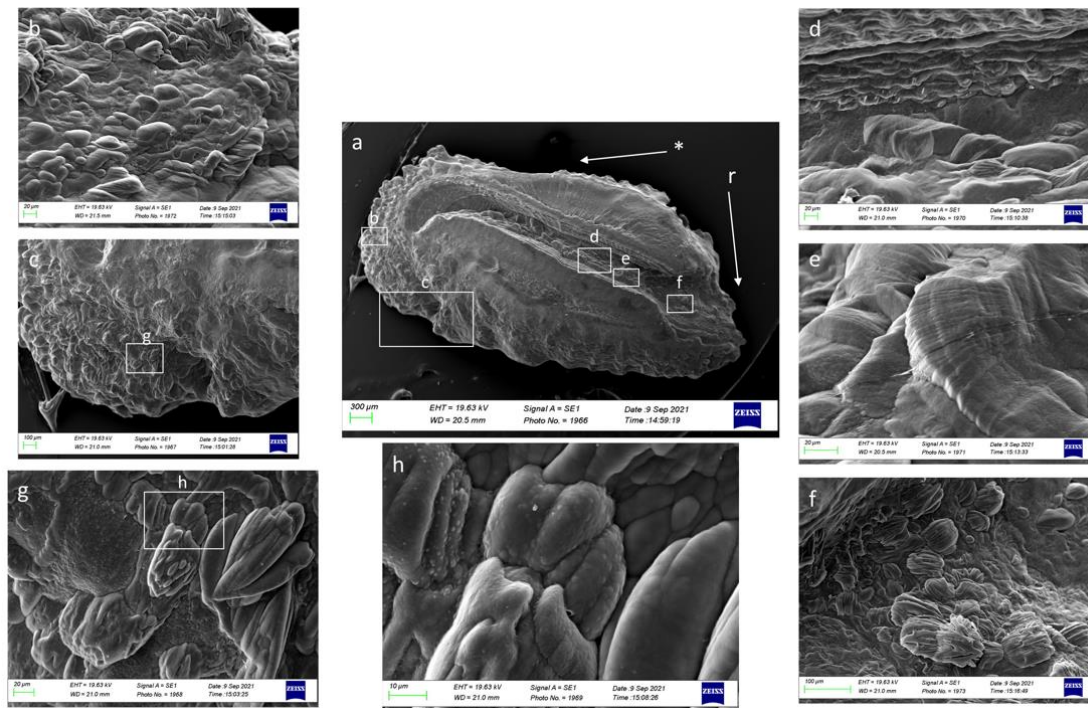 b
20 µm
EHT = 19.63 kV
WD = 21.5 mm
Signal A = SE1
Photo No. = 1972
Date :9 Sep 2021
Time :15:15:03
ZEISS
d
20 µm
EHT = 19.63 kV
WD = 21.0 mm
Signal A = SE1
Photo No. = 1970
Date :9 Sep 2021
Time :15:10:38
ZEISS
a
*
r
b
c
d
e
f
300 µm
EHT = 19.63 kV
WD = 20.5 mm
Signal A = SE1
Photo No. = 1966
Date :9 Sep 2021
Time :14:59:19
ZEISS
c
g
100 µm
EHT = 19.63 kV
WD = 21.0 mm
Signal A = SE1
Photo No. = 1967
Date :9 Sep 2021
Time :15:01:28
ZEISS
e
20 µm
EHT = 19.63 kV
WD = 20.5 mm
Signal A = SE1
Photo No. = 1971
Date :9 Sep 2021
Time :15:13:33
ZEISS
g
h
20 µm
EHT = 19.63 kV
WD = 21.0 mm
Signal A = SE1
Photo No. = 1968
Date :9 Sep 2021
Time :15:03:25
ZEISS
h
10 µm
EHT = 19.63 kV
WD = 21.0 mm
Signal A = SE1
Photo No. = 1969
Date :9 Sep 2021
Time :15:08:26
ZEISS
f
100 µm
EHT = 19.63 kV
WD = 21.0 mm
Signal A = SE1
Photo No. = 1973
Date :9 Sep 2021
Time :15:16:49
ZEISS